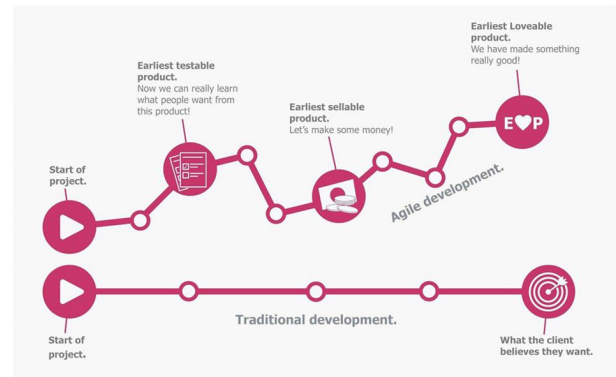 Earliest Loveable
product.
We have made something
really good!
Earliest testable
product.
Now we can really learn
what people want from
this product!
Earliest sellable
product.
Let's make some money!
E♥P
Start of
project.
Agile development.
Traditional development.
Start of
project.
What the client
believes they want.